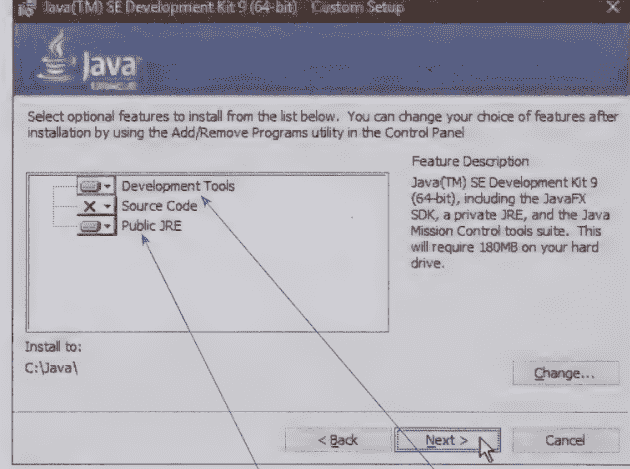 Java(TM) SE Development Kit 9 (64-bit) Custom Setup
Java
ORACLE
Select optional features to install from the list below. You can change your choice of features after
installation by using the Add/Remove Programs utility in the Control Panel
Development Tools
Source Code
Public JRE
Feature Description
Java(TM) SE Development Kit 9
(64-bit), including the JavaFX
SDK, a private JRE, and the Java
Mission Control tools suite. This
will require 180MB on your hard
drive.
Install to:
C:\Java\
Change...
< Back
Next >
Cancel